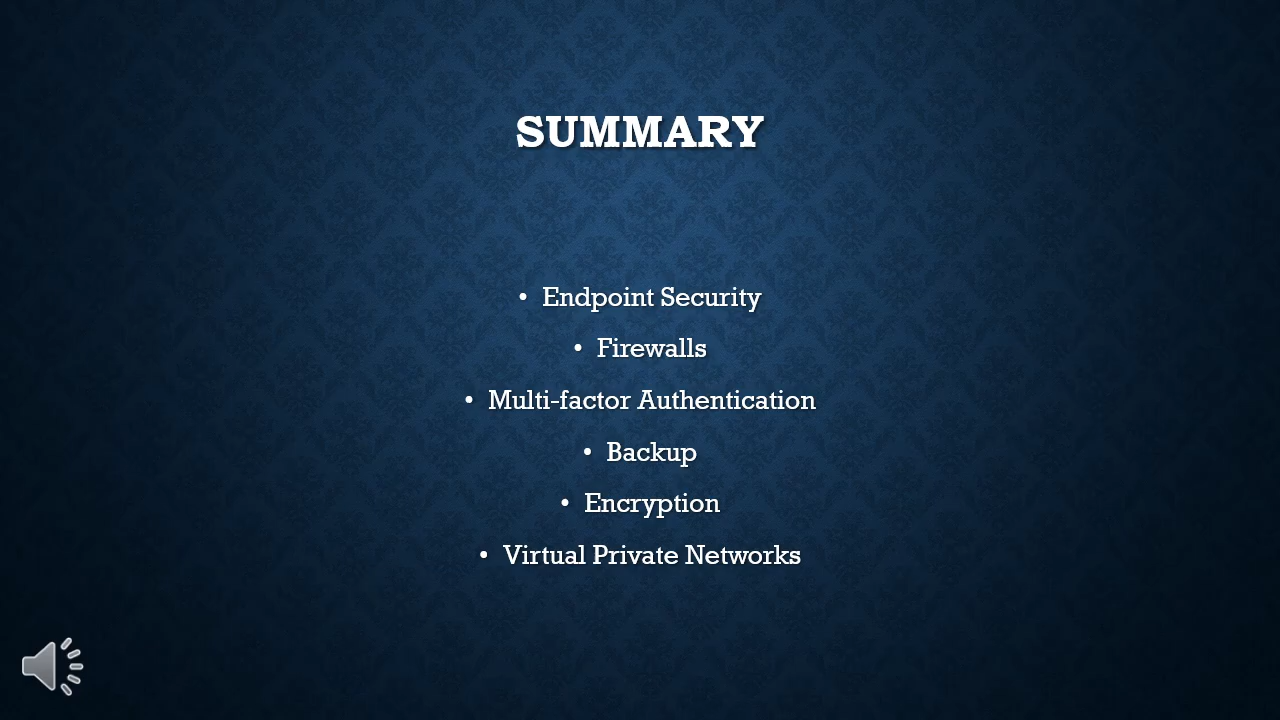 SUMMARY
• Endpoint Security
• Firewalls
• Multi-factor Authentication
• Backup
• Encryption
• Virtual Private Networks